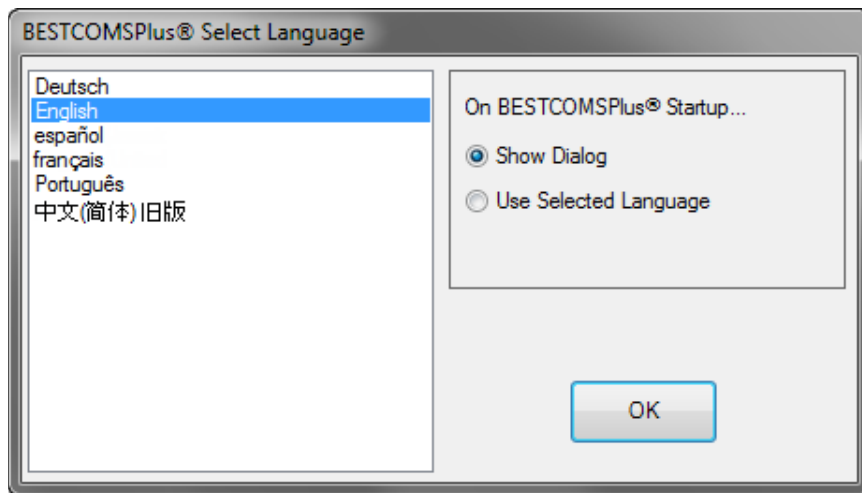 BESTCOMSPlus® Select Language
Deutsch
English
español
français
Português
中文(简体) 旧版
On BESTCOMSPlus® Startup...
Show Dialog
Use Selected Language
OK